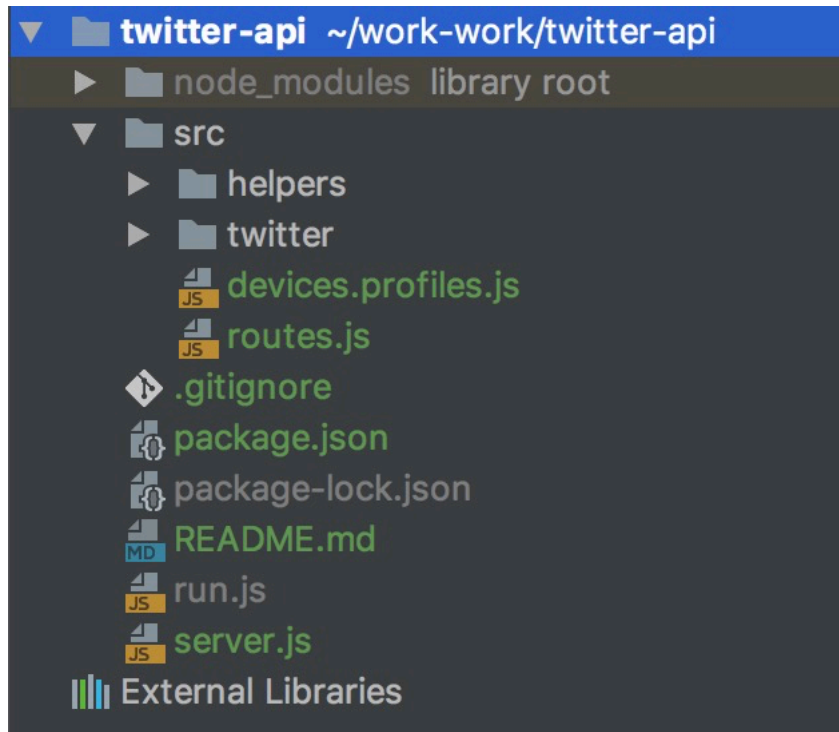 twitter-api ~/work-work/twitter-api
node_modules library root
src
helpers
twitter
JS devices.profiles.js
JS routes.js
.gitignore
package.json
package-lock.json
MD README.md
JS run.js
JS server.js
External Libraries